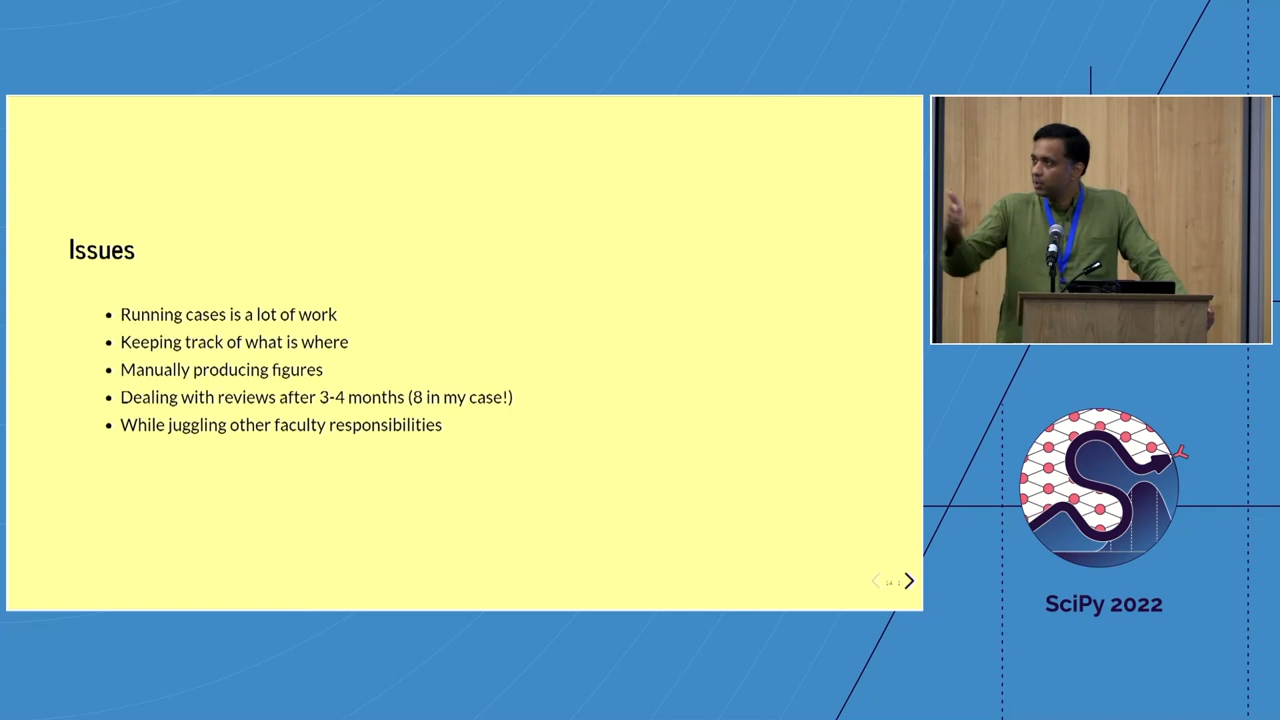 Issues
Running cases is a lot of work
Keeping track of what is where
Manually producing figures
Dealing with reviews after 3-4 months (8 in my case!)
While juggling other faculty responsibilities
SciPy 2022